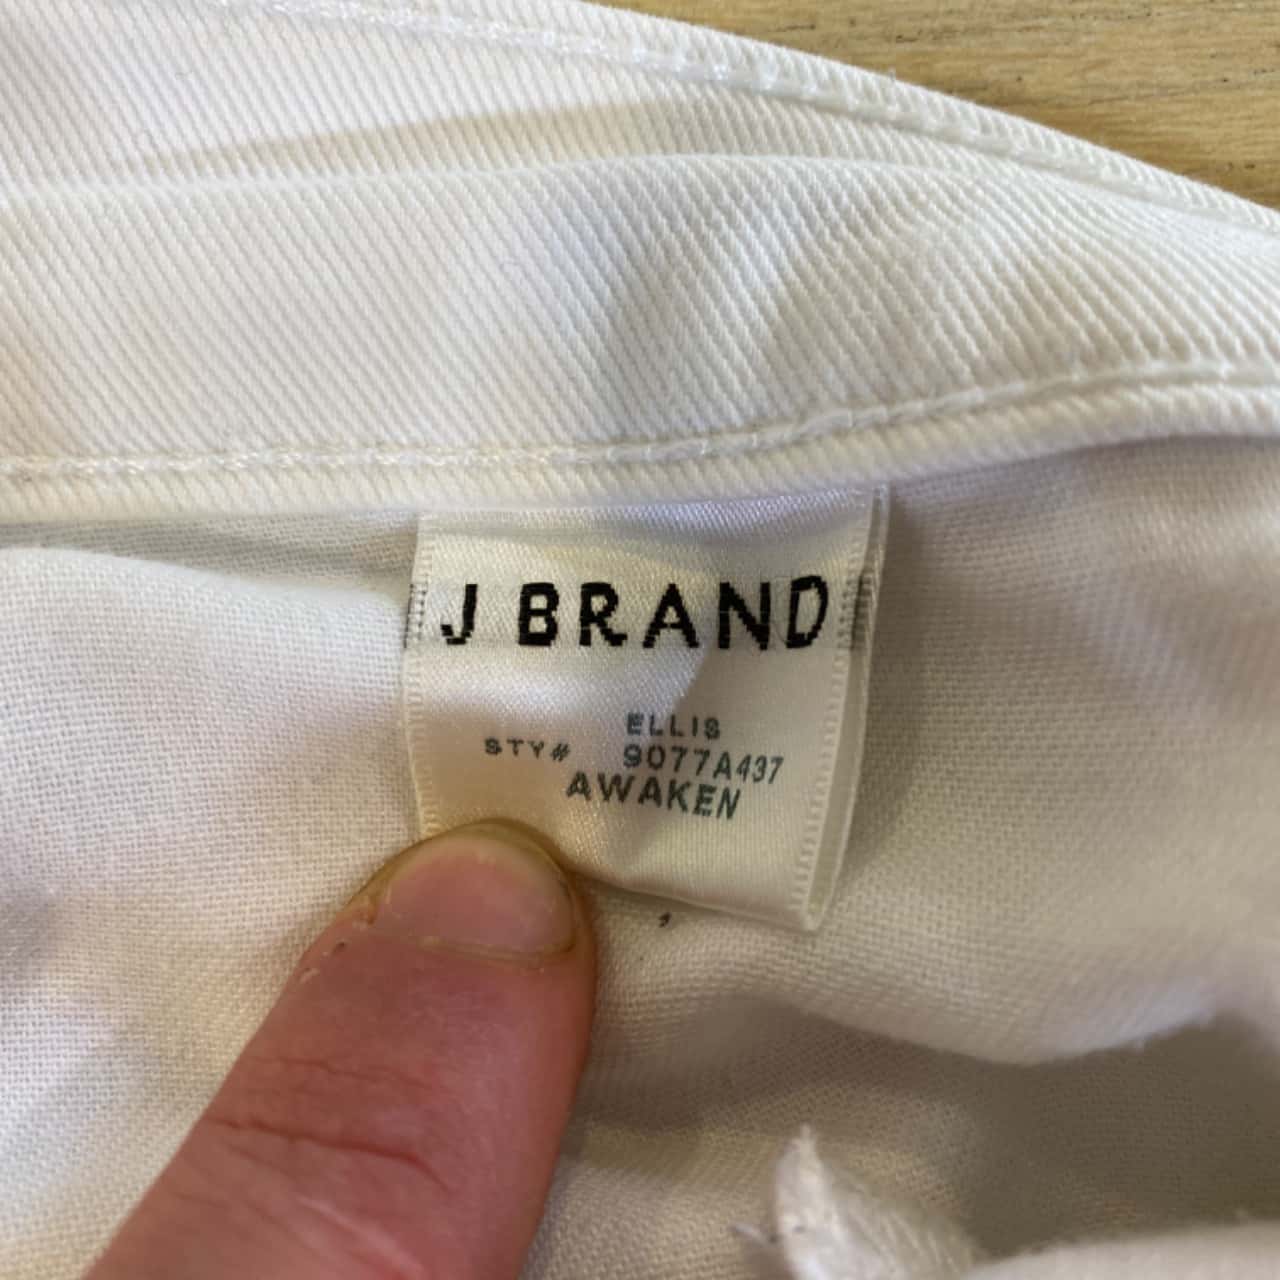 J BRAND
ELLIS
STY# 9077A437
AWAKEN